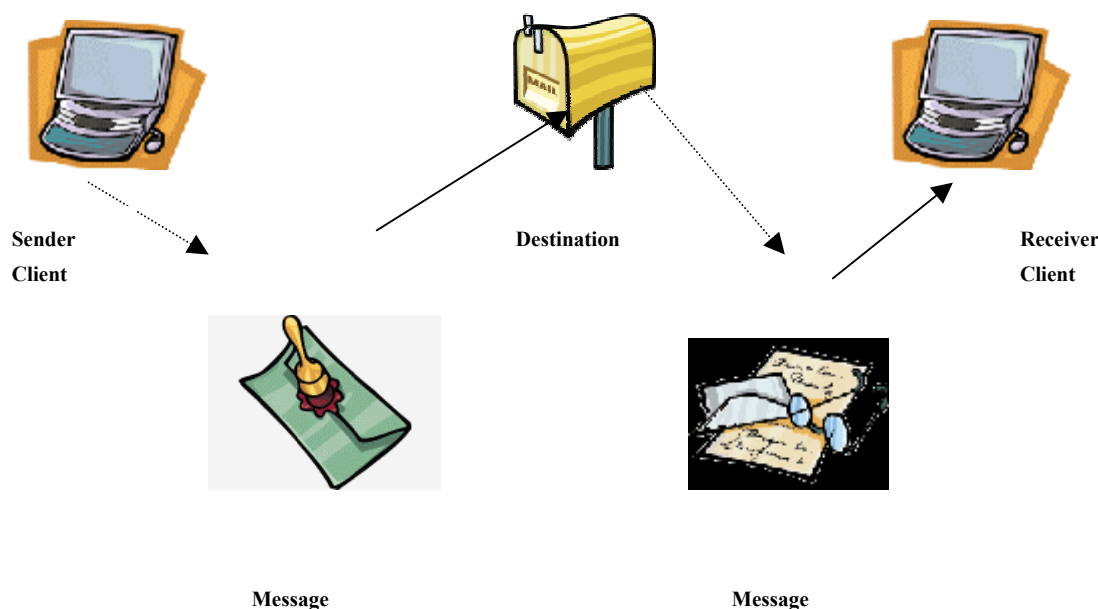 MAIL
Sender
Client
Destination
Receiver
Client
Message
Message